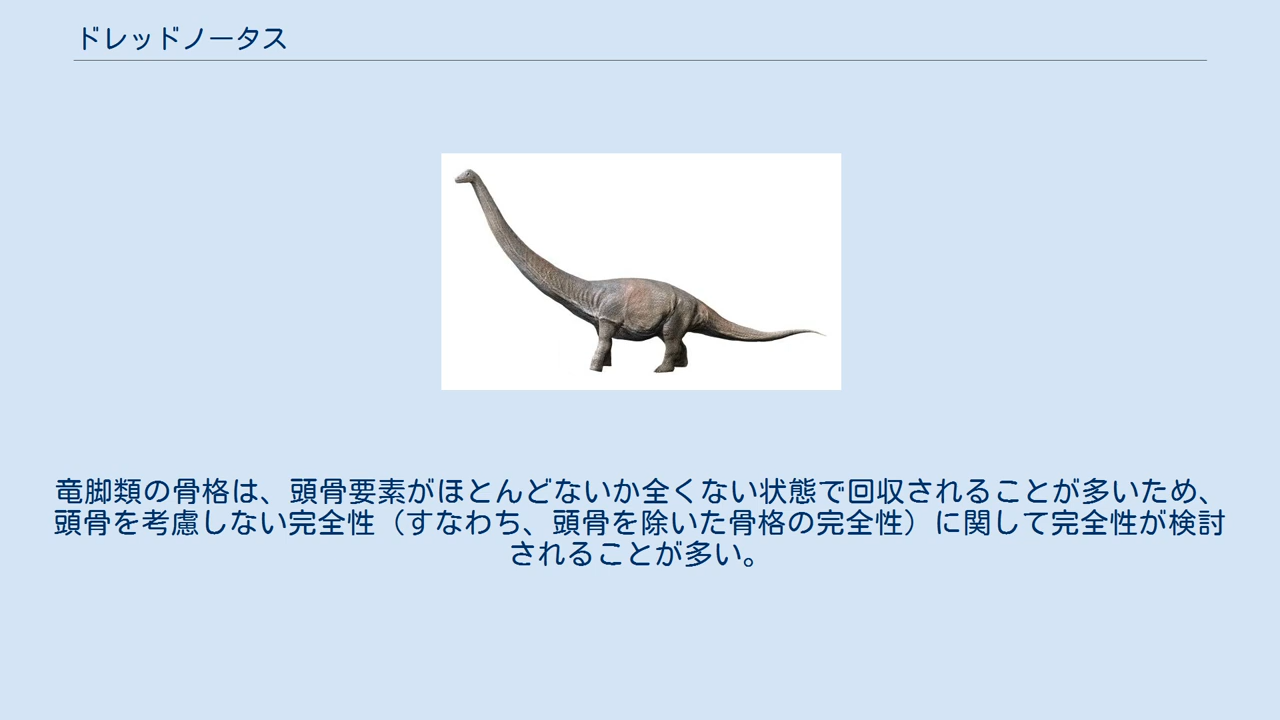 ドレッドノータス
竜脚類の骨格は、頭骨要素がほとんどないか全くない状態で回収されることが多いため、
頭骨を考慮しない完全性（すなわち、頭骨を除いた骨格の完全性）に関して完全性が検討
されることが多い。